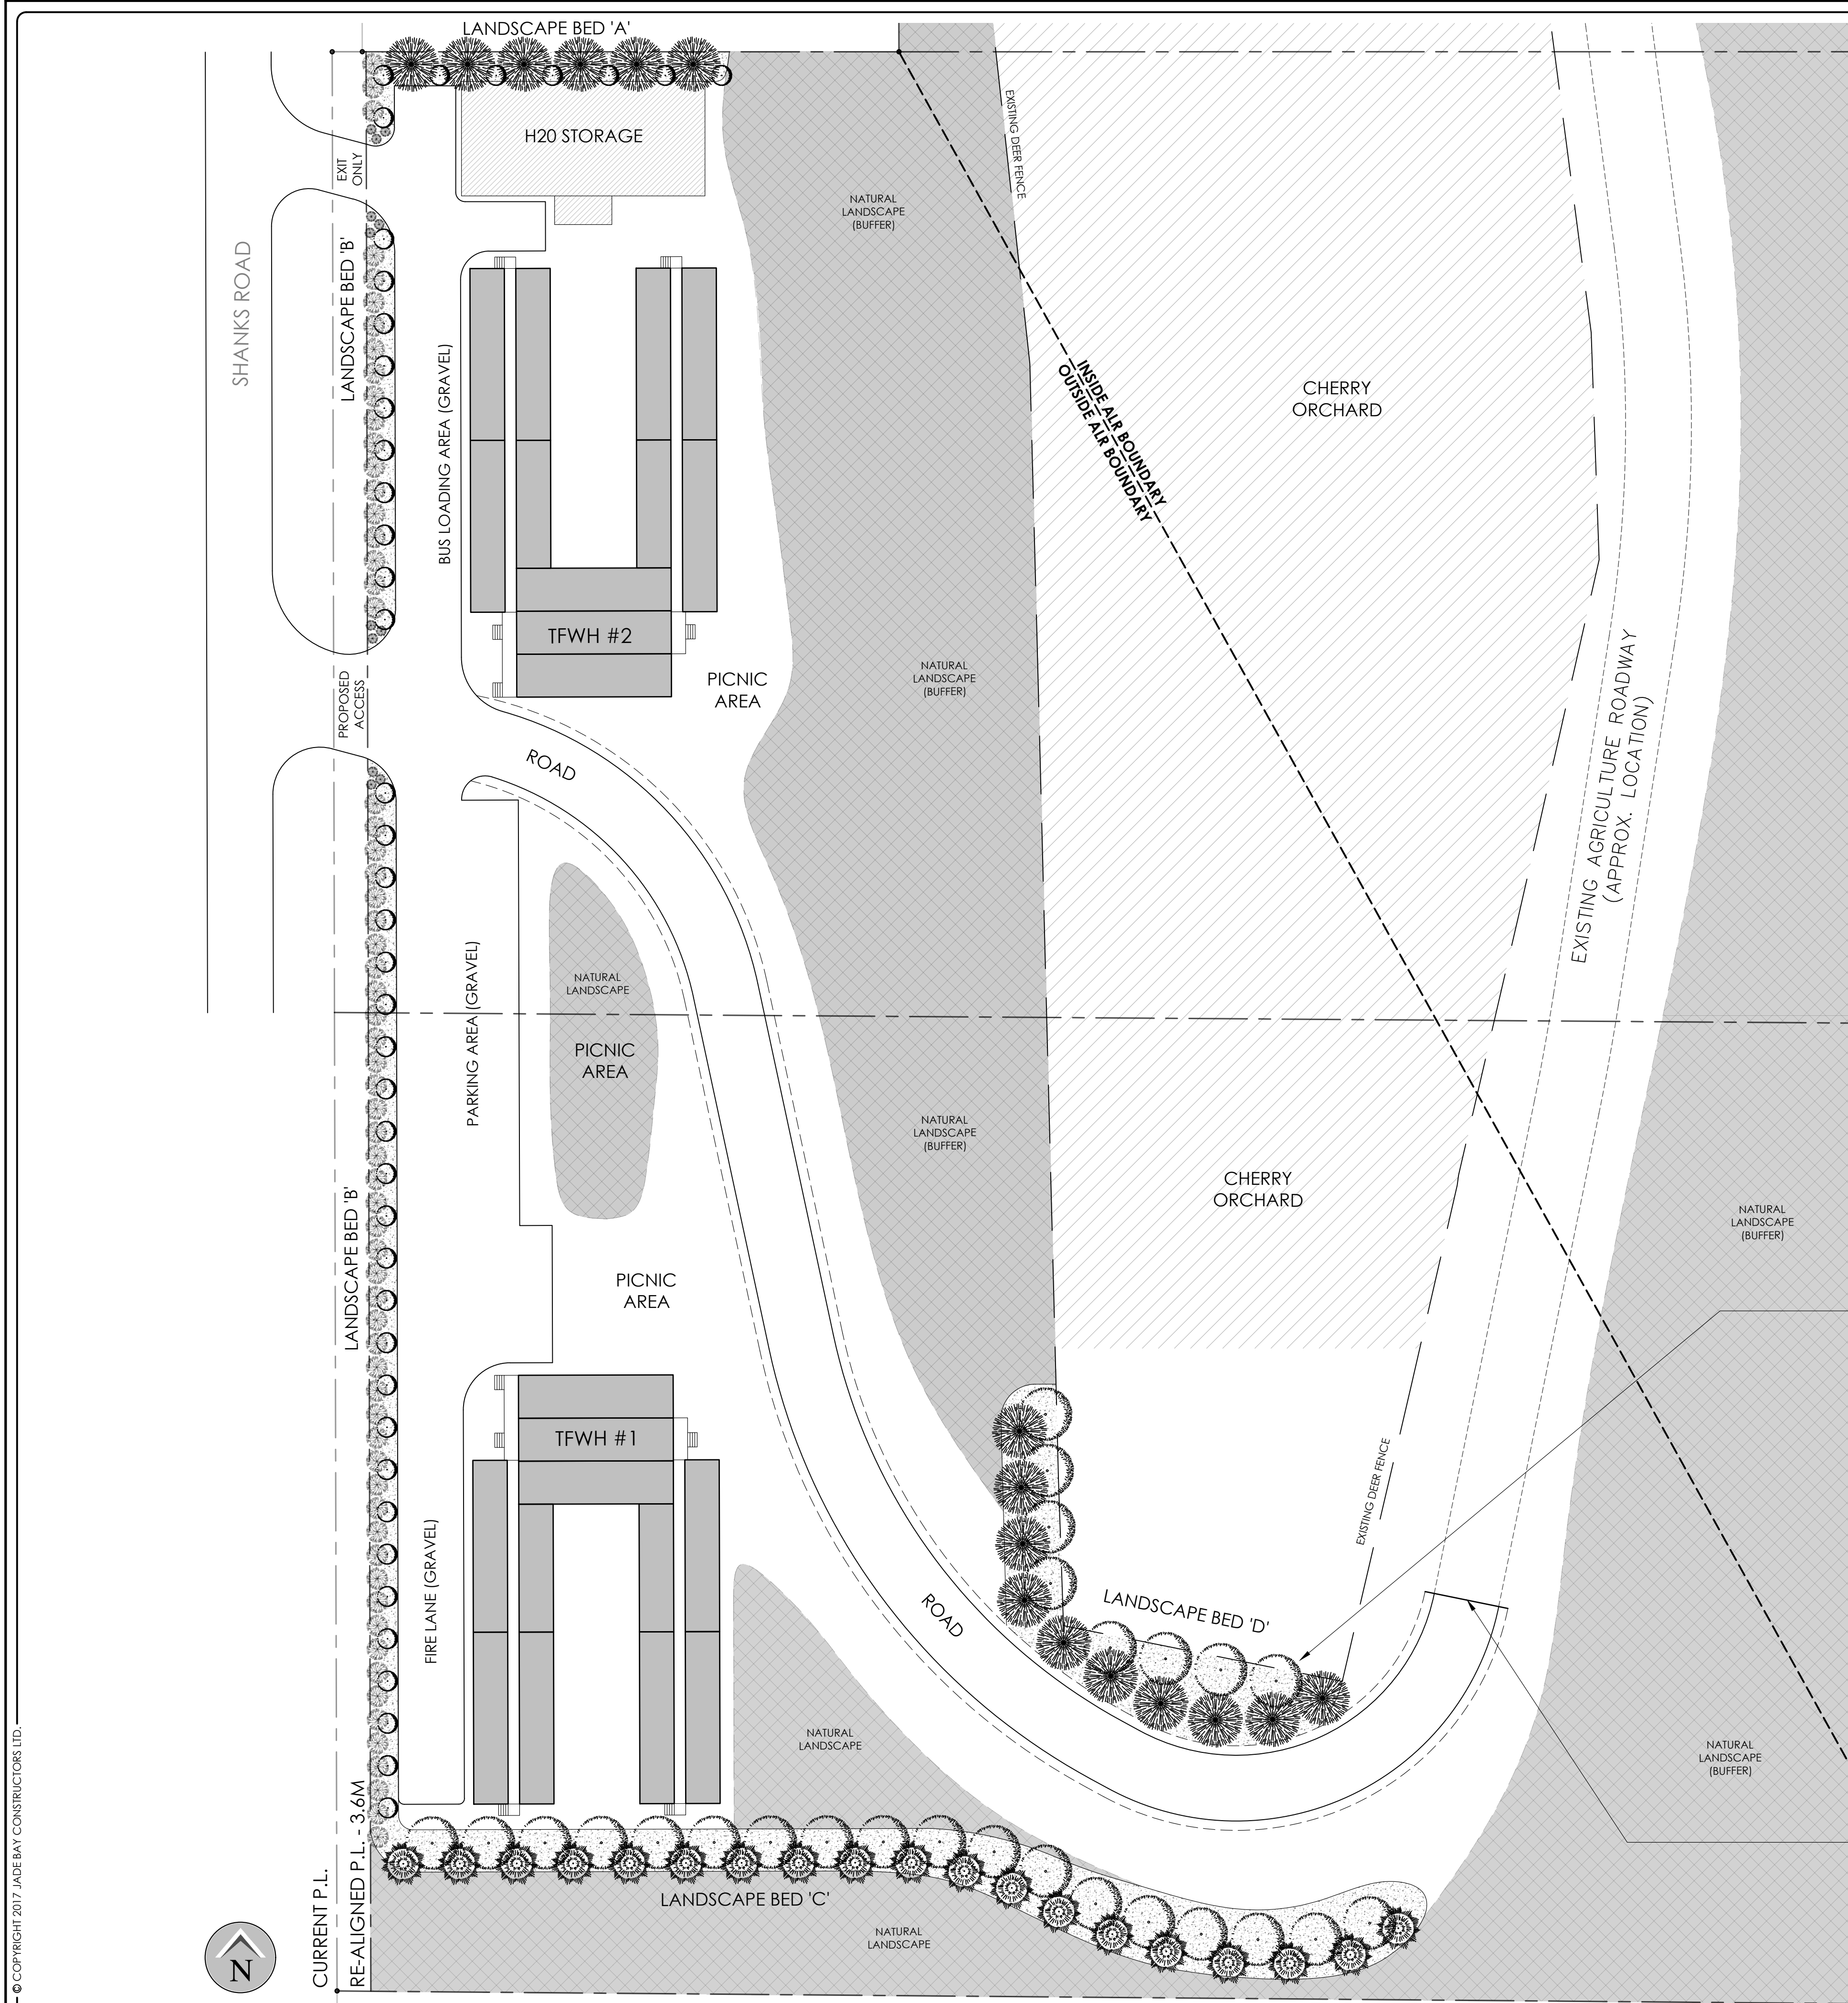 LANDSCAPE BED 'A'
H20 STORAGE
EXIT
ONLY
EXISTING DEER FENCE
NATURAL
LANDSCAPE
(BUFFER)
SHANKS ROAD
LANDSCAPE BED 'B'
BUS LOADING AREA (GRAVEL)
INSIDE ALR BOUNDARY
OUTSIDE ALR BOUNDARY
CHERRY
ORCHARD
TFWH #2
PICNIC
AREA
NATURAL
LANDSCAPE
(BUFFER)
PROPOSED
ACCESS
ROAD
EXISTING AGRICULTURE ROADWAY
(APPROX. LOCATION)
PARKING AREA (GRAVEL)
NATURAL
LANDSCAPE
PICNIC
AREA
NATURAL
LANDSCAPE
(BUFFER)
CHERRY
ORCHARD
LANDSCAPE BED 'B'
PICNIC
AREA
NATURAL
LANDSCAPE
(BUFFER)
TFWH #1
FIRE LANE (GRAVEL)
EXISTING DEER FENCE
ROAD
LANDSCAPE BED 'D'
NATURAL
LANDSCAPE
NATURAL
LANDSCAPE
(BUFFER)
CURRENT P.L.
RE-ALIGNED P.L. - 3.6M
LANDSCAPE BED 'C'
NATURAL
LANDSCAPE
N
© COPYRIGHT 2017 JADE BAY CONSTRUCTORS LTD.